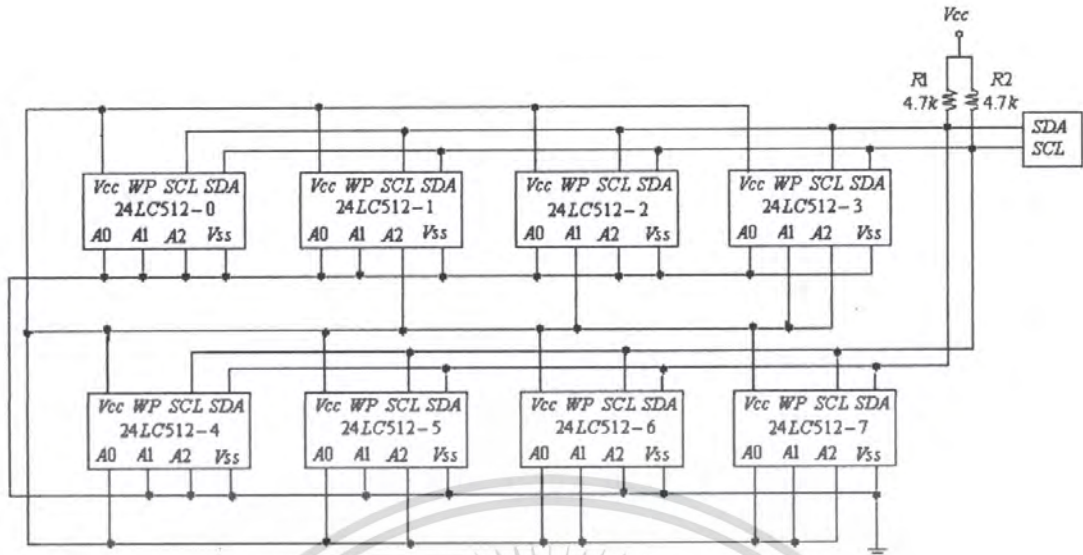 Vcc
R1 R2
4.7k 4.7k
SDA
SCL
Vcc WP SCL SDA
24LC512-0
A0 A1 A2 Vss
Vcc WP SCL SDA
24LC512-1
A0 A1 A2 Vss
Vcc WP SCL SDA
24LC512-2
A0 A1 A2 Vss
Vcc WP SCL SDA
24LC512-3
A0 A1 A2 Vss
Vcc WP SCL SDA
24LC512-4
A0 A1 A2 Vss
Vcc WP SCL SDA
24LC512-5
A0 A1 A2 Vss
Vcc WP SCL SDA
24LC512-6
A0 A1 A2 Vss
Vcc WP SCL SDA
24LC512-7
A0 A1 A2 Vss